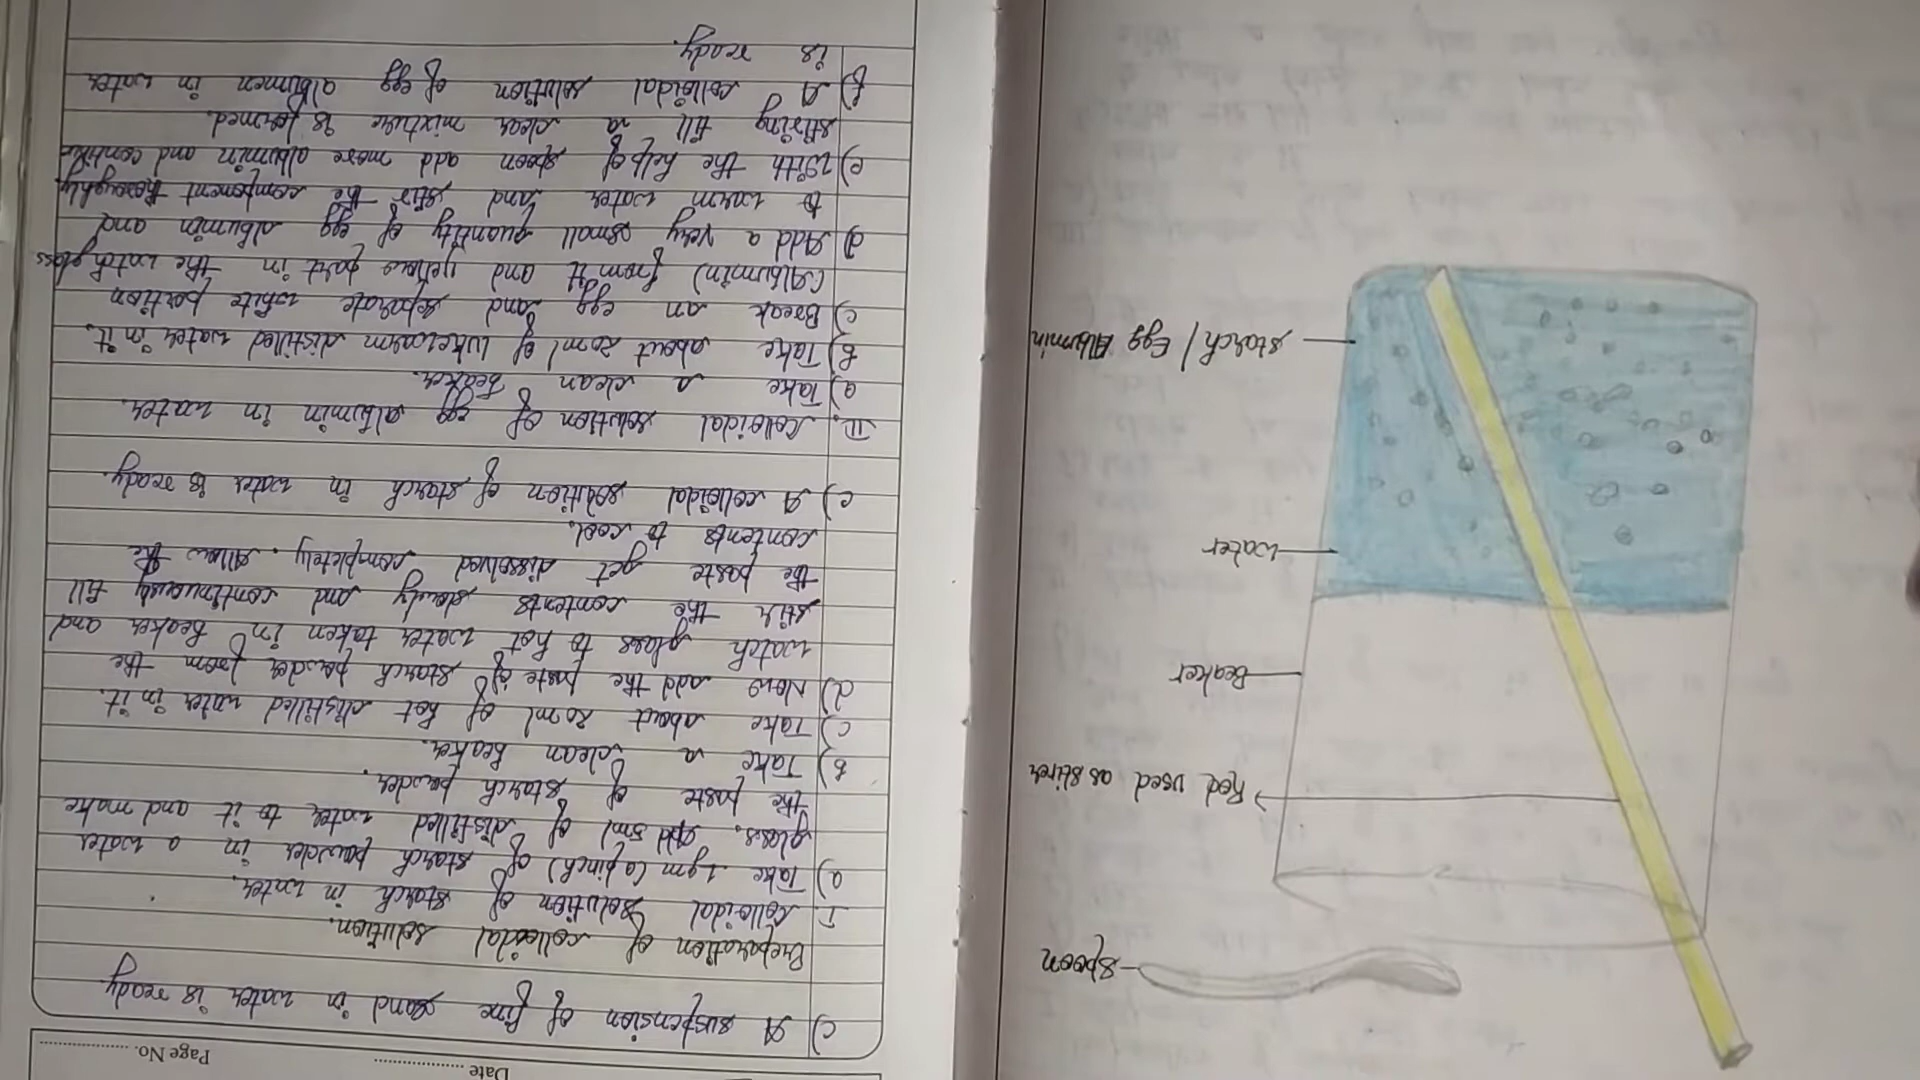 Spoon
Rod used as stirer
Beaker
water
starch / Egg Albumin
Date
Page No.
c) A suspension of fine sand in water is ready
Preparation of colloidal solution.
I colloidal solution of starch in water.
a) Take 1gm (a pinch) of starch powder in a water
glass. Add 5ml of distilled water to it and make
the paste of starch powder.
b) Take a clean beaker.
c) Take about 20ml of hot distilled water in it.
d) Now add the paste of starch powder from the
watch glass to hot water taken in Beaker and
stir the contents slowly and continuously till
the paste get dissolved completely. Allow the
contents to cool.
c) A colloidal solution of starch in water is ready.
II. colloidal solution of egg albumin in water.
a) Take a clean Beaker.
b) Take about 20ml of lukewarm distilled water in it.
c) Break an egg and seperate white portion
(Albumin) from it and yellow part in the watch glass
d) Add a very small quantity of egg albumin and
to warm water and stir the component thoroughly
e) With the help of spoon add more albumin and
stiring till a clear mixture is formed.
f) A colloidal solution of egg albumen in water
is ready.